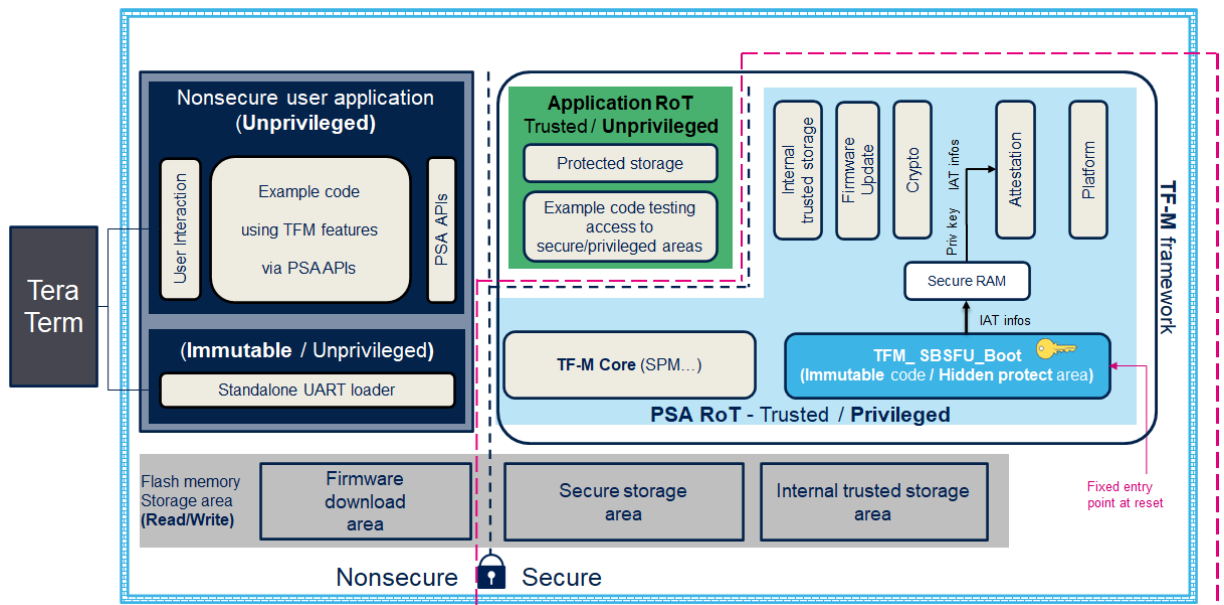 Tera
Term
Nonsecure user application
(Unprivileged)
User Interaction
Example code
using TFM features
via PSA APIs
PSA APIs
(Immutable / Unprivileged)
Standalone UART loader
Application RoT
Trusted / Unprivileged
Protected storage
Example code testing
access to
secure/privileged areas
Internal
trusted storage
Firmware
Update
Crypto
Priv key
IAT infos
Attestation
Platform
TF-M framework
Secure RAM
IAT infos
TF-M Core (SPM...)
TFM_ SBSFU_Boot
(Immutable code / Hidden protect area)
PSA RoT - Trusted / Privileged
Flash memory
Storage area
(Read/Write)
Firmware
download
area
Secure storage
area
Internal trusted storage
area
Fixed entry
point at reset
Nonsecure
Secure